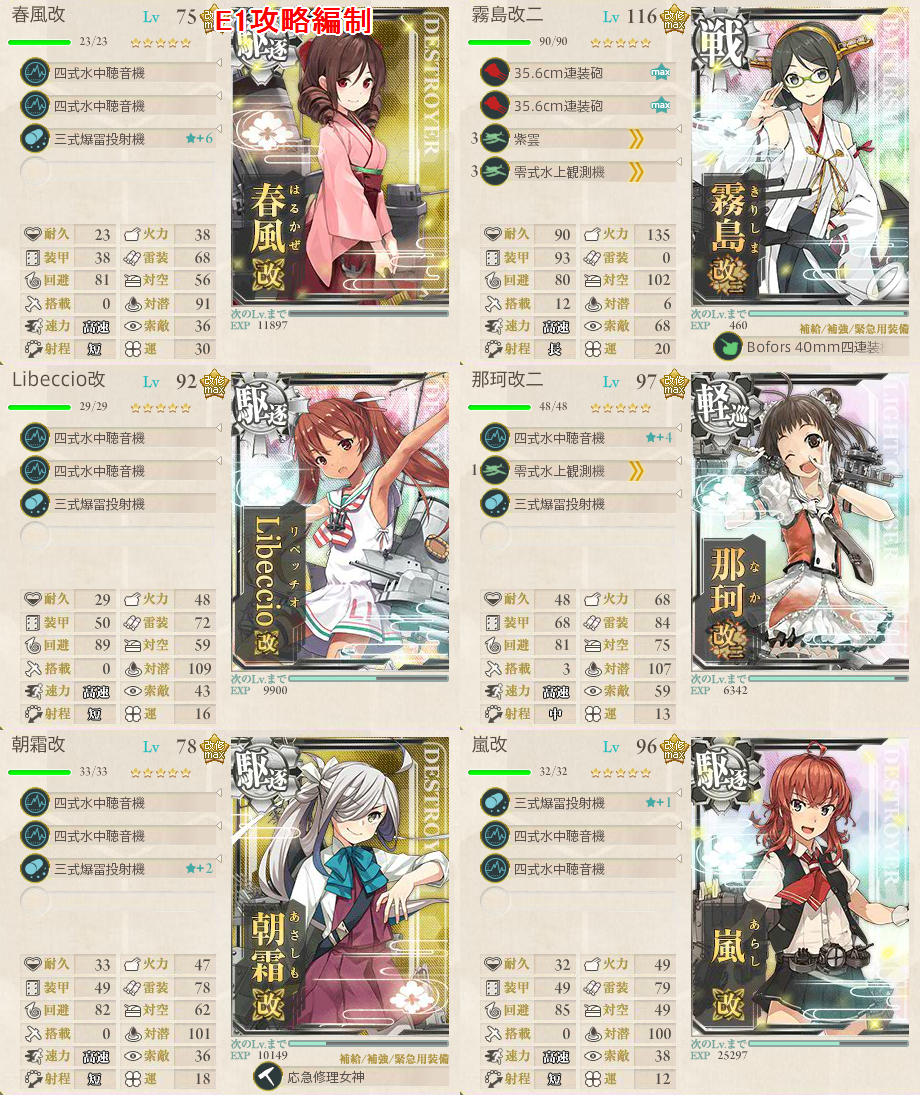 E1攻略編制
春風改 Lv 75 改修max
23/23
四式水中聴音機
四式水中聴音機
三式爆雷投射機 ★+6
耐久 23 火力 38
装甲 38 雷装 68
回避 81 対空 56
搭載 0 対潜 91
速力 高速 索敵 36
射程 短 運 30
駆逐
DESTROYER
春風改
はるかぜ
次のLv.まで
EXP 11897
霧島改二 Lv 116 改修max
90/90
35.6cm連装砲 max
35.6cm連装砲 max
3 紫雲
3 零式水上観測機
耐久 90 火力 135
装甲 93 雷装 0
回避 80 対空 102
搭載 12 対潜 6
速力 高速 索敵 68
射程 長 運 20
戦
霧島改二
きりしま
次のLv.まで
EXP 460
補給/補強/緊急用装備
Bofors 40mm四連装
Libeccio改 Lv 92 改修max
29/29
四式水中聴音機
四式水中聴音機
三式爆雷投射機
耐久 29 火力 48
装甲 50 雷装 72
回避 89 対空 59
搭載 0 対潜 109
速力 高速 索敵 43
射程 短 運 16
駆逐
Libeccio改
リベッチオ
次のLv.まで
EXP 9900
那珂改二 Lv 97 改修max
48/48
四式水中聴音機 ★+4
1 零式水上観測機
三式爆雷投射機
耐久 48 火力 68
装甲 68 雷装 84
回避 81 対空 75
搭載 3 対潜 107
速力 高速 索敵 59
射程 中 運 13
軽巡
LIGHT CRUISER
那珂改二
なか
次のLv.まで
EXP 6342
朝霜改 Lv 78 改修max
33/33
四式水中聴音機
四式水中聴音機
三式爆雷投射機 ★+2
耐久 33 火力 47
装甲 49 雷装 78
回避 82 対空 62
搭載 0 対潜 101
速力 高速 索敵 36
射程 短 運 18
駆逐
DESTROYER
朝霜改
あさしも
次のLv.まで
EXP 10149
補給/補強/緊急用装備
応急修理女神
嵐改 Lv 96 改修max
32/32
三式爆雷投射機 ★+1
四式水中聴音機
四式水中聴音機
耐久 32 火力 49
装甲 49 雷装 79
回避 85 対空 49
搭載 0 対潜 100
速力 高速 索敵 38
射程 短 運 12
駆逐
DESTROYER
嵐改
あらし
次のLv.まで
EXP 25297